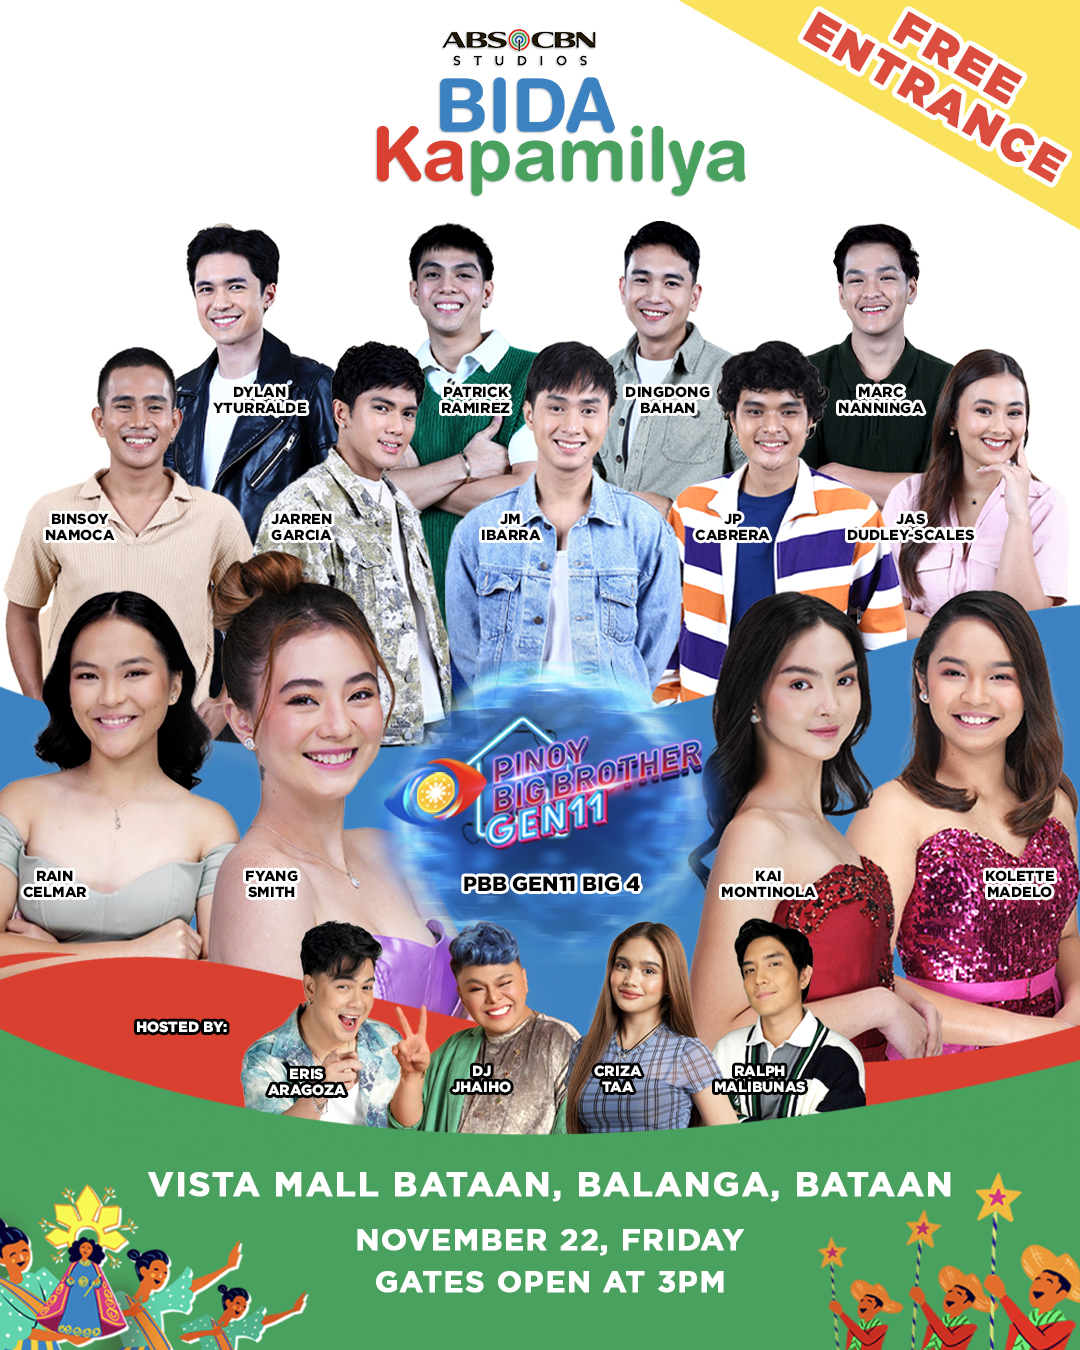 ABS CBN
STUDIOS
BIDA
Kapamilya
FREE
ENTRANCE
DYLAN
YTURRALDE
PATRICK
RAMIREZ
DINGDONG
BAHAN
MARC
NANNINGA
BINSOY
NAMOCA
JARREN
GARCIA
JM
IBARRA
JP
CABRERA
JAS
DUDLEY-SCALES
PINOY
BIG BROTHER
GEN11
PBB GEN11 BIG 4
RAIN
CELMAR
FYANG
SMITH
KAI
MONTINOLA
KOLETTE
MADELO
HOSTED BY:
ERIS
ARAGOZA
DJ
JHAIHO
CRIZA
TAA
RALPH
MALIBUNAS
VISTA MALL BATAAN, BALANGA, BATAAN
NOVEMBER 22, FRIDAY
GATES OPEN AT 3PM